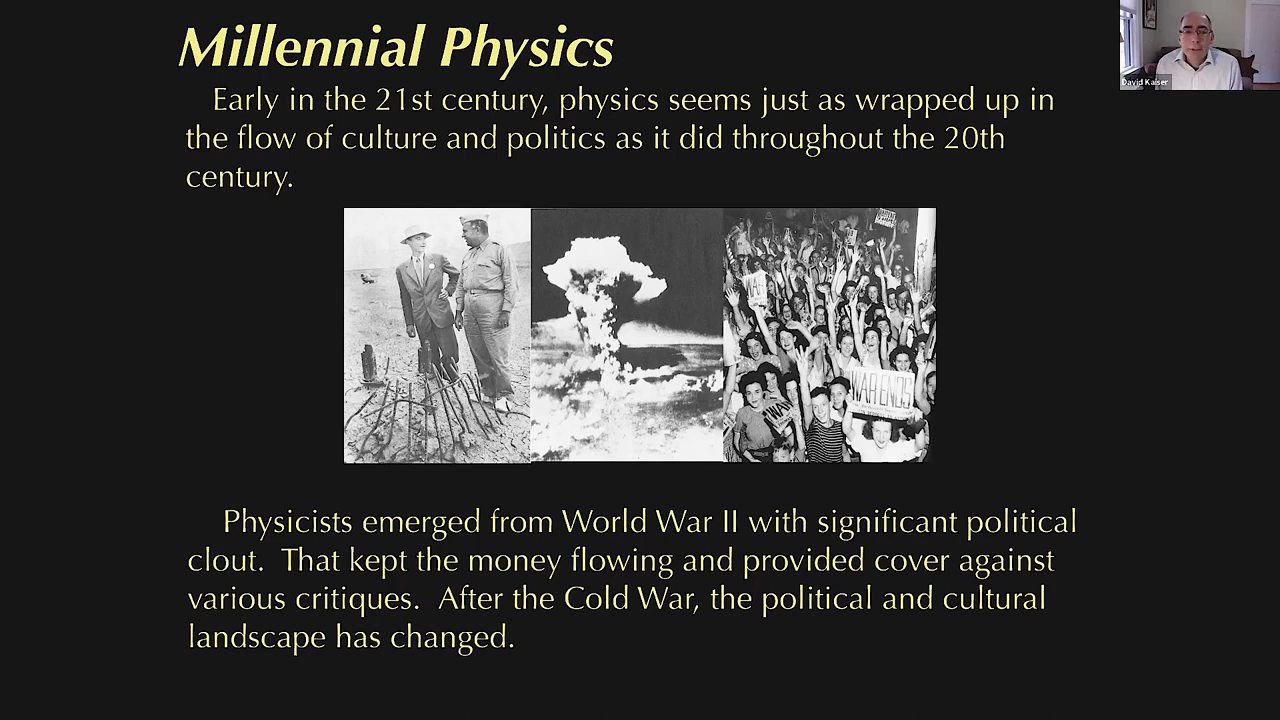 Millennial Physics
Early in the 21st century, physics seems just as wrapped up in
the flow of culture and politics as it did throughout the 20th
century.
David Kaiser
WAR ENDS
WAR
Physicists emerged from World War II with significant political
clout. That kept the money flowing and provided cover against
various critiques. After the Cold War, the political and cultural
landscape has changed.